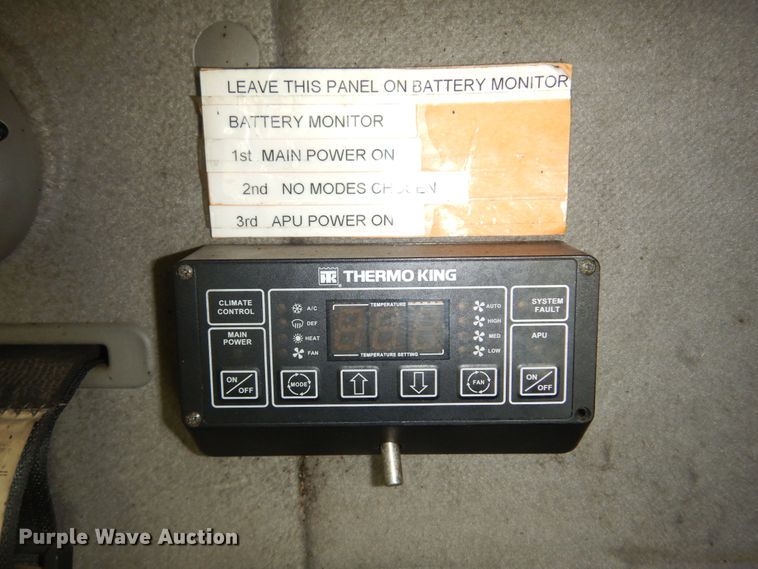 LEAVE THIS PANEL ON BATTERY MONITOR
BATTERY MONITOR
1st MAIN POWER ON
2nd NO MODES CHOSEN
3rd APU POWER ON
TK ® THERMO KING
CLIMATE CONTROL
MAIN POWER
ON/OFF
A/C
DEF
HEAT
FAN
TEMPERATURE
TEMPERATURE SETTING
AUTO
HIGH
MED
LOW
SYSTEM FAULT
APU
MODE
FAN
ON/OFF
Purple Wave Auction